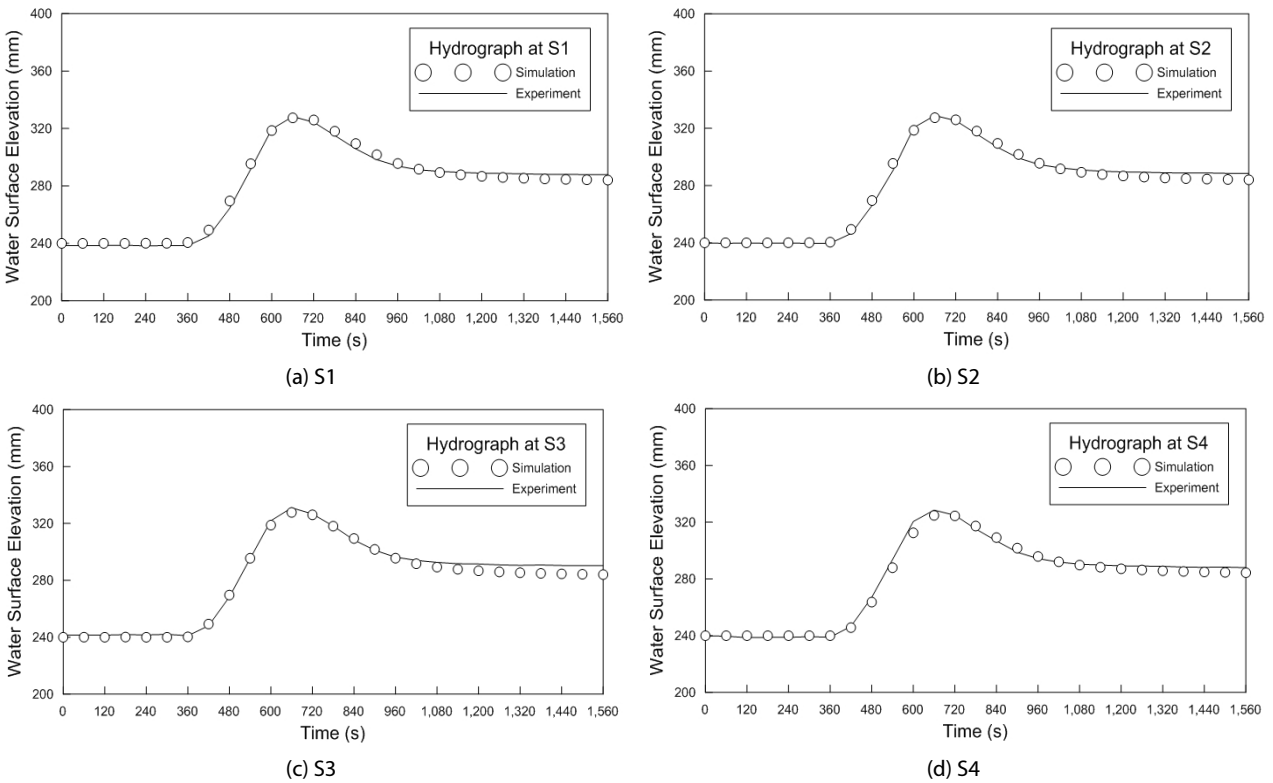 400
360
320
280
240
200
Water Surface Elevation (mm)
Hydrograph at S1
Simulation
Experiment
0 120 240 360 480 600 720 840 960 1,080 1,200 1,320 1,440 1,560
Time (s)
(a) S1
400
360
320
280
240
200
Water Surface Elevation (mm)
Hydrograph at S2
Simulation
Experiment
0 120 240 360 480 600 720 840 960 1,080 1,200 1,320 1,440 1,560
Time (s)
(b) S2
400
360
320
280
240
200
Water Surface Elevation (mm)
Hydrograph at S3
Simulation
Experiment
0 120 240 360 480 600 720 840 960 1,080 1,200 1,320 1,440 1,560
Time (s)
(c) S3
400
360
320
280
240
200
Water Surface Elevation (mm)
Hydrograph at S4
Simulation
Experiment
0 120 240 360 480 600 720 840 960 1,080 1,200 1,320 1,440 1,560
Time (s)
(d) S4